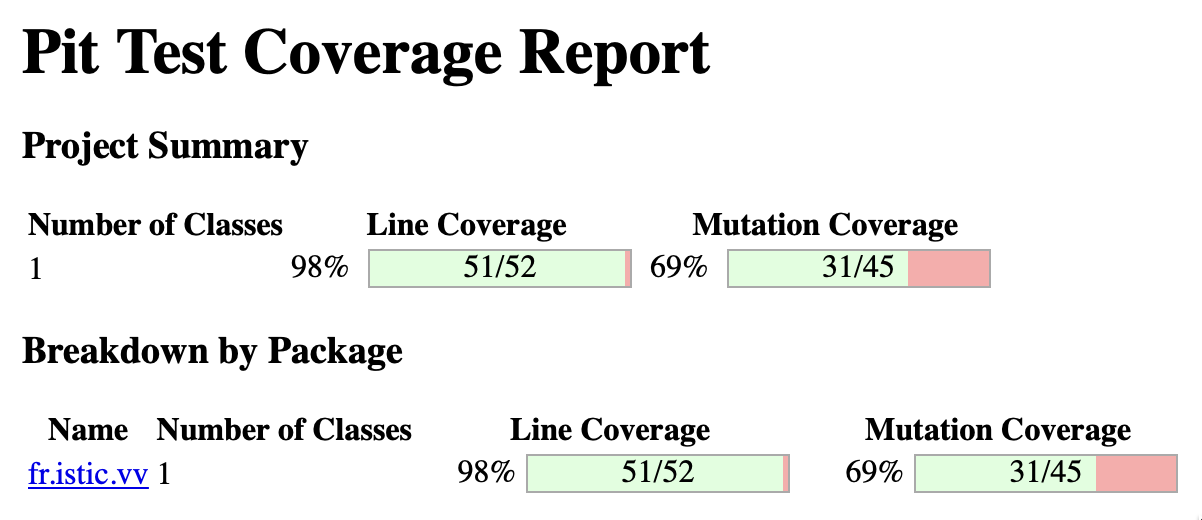 Pit Test Coverage Report
Project Summary
Number of Classes Line Coverage Mutation Coverage
1 98% 51/52 69% 31/45
Breakdown by Package
Name Number of Classes Line Coverage Mutation Coverage
fr.istic.vv 1 98% 51/52 69% 31/45